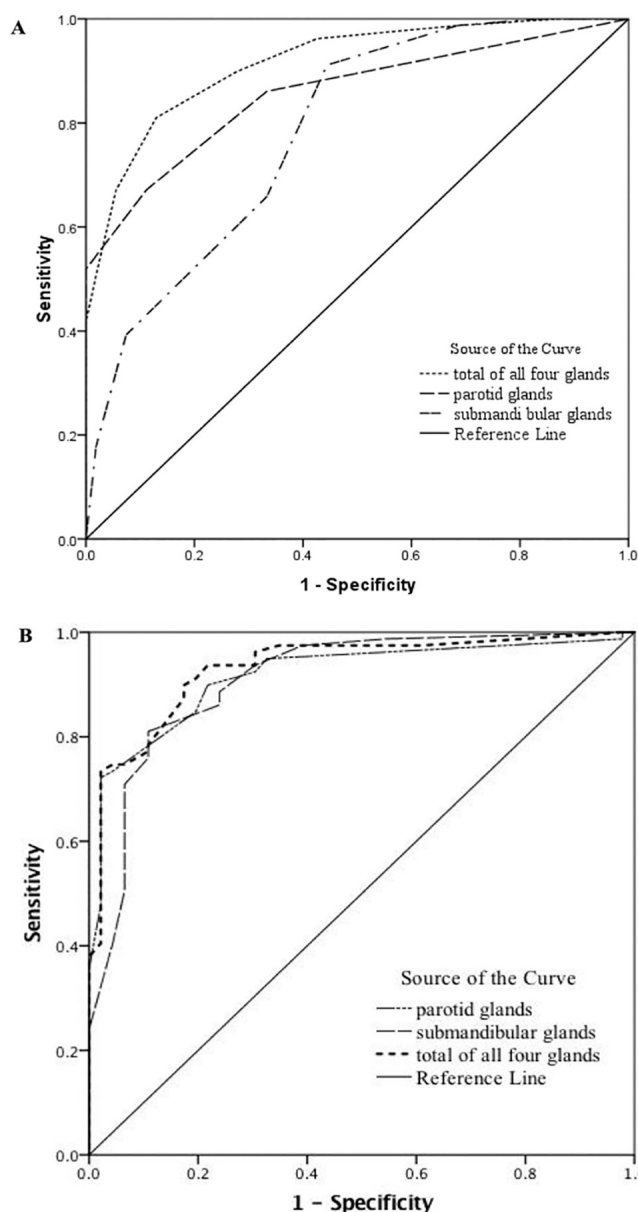 A
1.0
0.8
0.6
0.4
0.2
0.0
Sensitivity
Source of the Curve
total of all four glands
parotid glands
submandi bular glands
Reference Line
0.0 0.2 0.4 0.6 0.8 1.0
1 - Specificity
B
1.0
0.8
0.6
0.4
0.2
0.0
Sensitivity
Source of the Curve
parotid glands
submandibular glands
total of all four glands
Reference Line
0.0 0.2 0.4 0.6 0.8 1.0
1 – Specificity